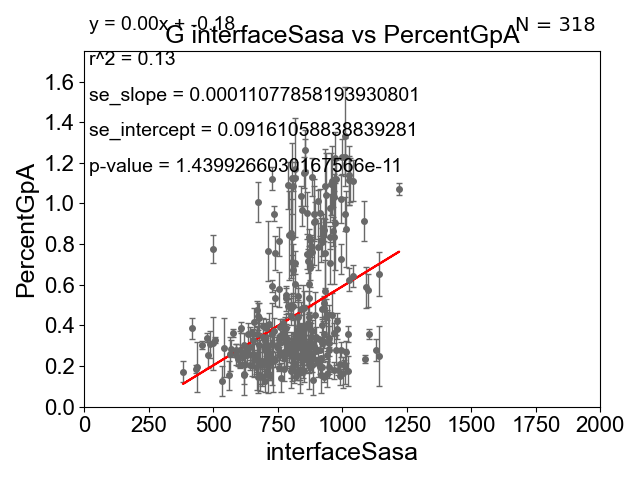 y = 0.00x + -0.18
N = 318
G interfaceSasa vs PercentGpA
r^2 = 0.13
se_slope = 0.00011077858193930801
se_intercept = 0.09161058838839281
p-value = 1.4399266030167566e-11
PercentGpA
1.6
1.4
1.2
1.0
0.8
0.6
0.4
0.2
0.0
0 250 500 750 1000 1250 1500 1750 2000
interfaceSasa